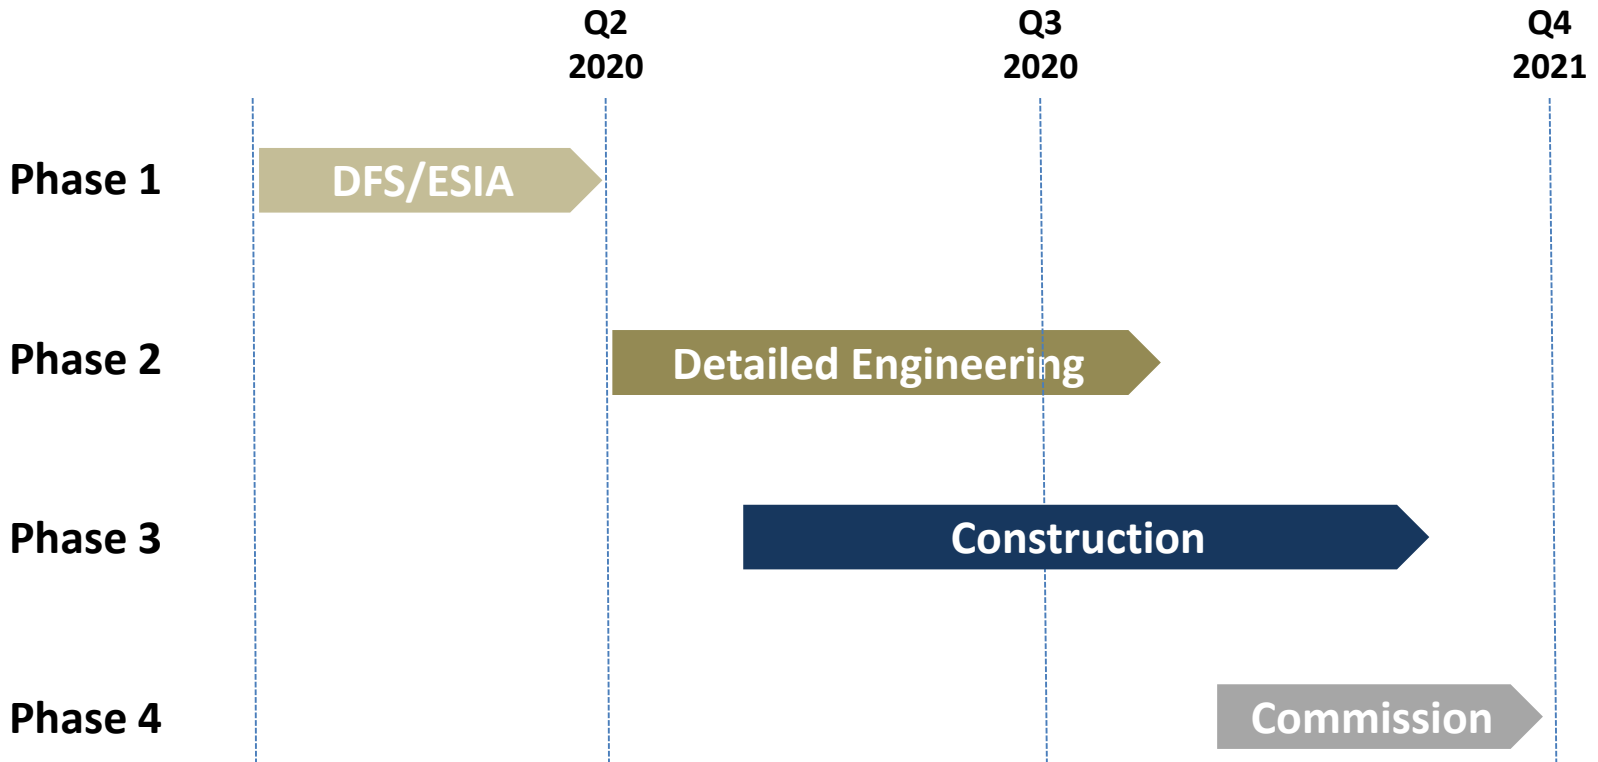 Q2
2020
Q3
2020
Q4
2021
Phase 1
DFS/ESIA
Phase 2
Detailed Engineering
Phase 3
Construction
Phase 4
Commission